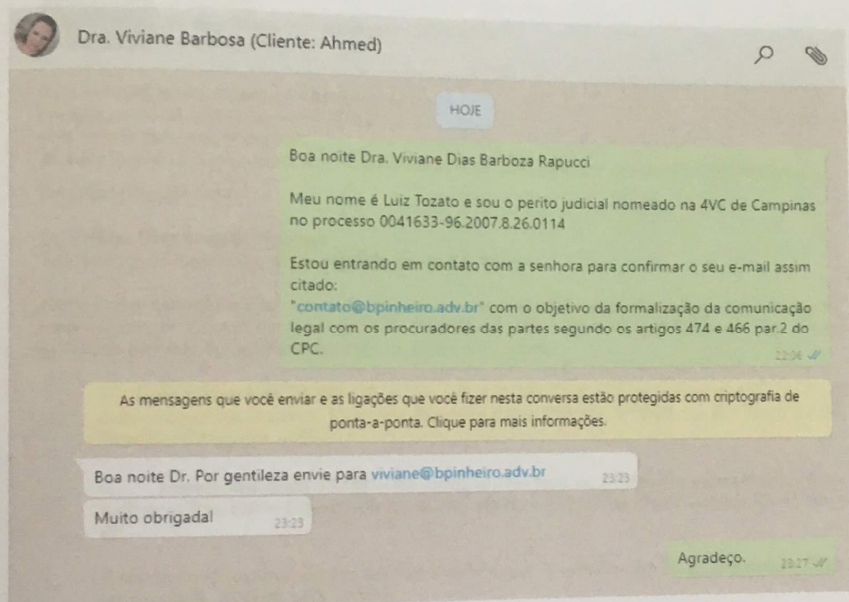 Dra. Viviane Barbosa (Cliente: Ahmed)
HOJE
Boa noite Dra. Viviane Dias Barboza Rapucci
Meu nome é Luiz Tozato e sou o perito judicial nomeado na 4VC de Campinas
no processo 0041633-96.2007.8.26.0114
Estou entrando em contato com a senhora para confirmar o seu e-mail assim
citado:
"contato@bpinheiro.adv.br" com o objetivo da formalização da comunicação
legal com os procuradores das partes segundo os artigos 474 e 466 par.2 do
CPC.
As mensagens que você enviar e as ligações que você fizer nesta conversa estão protegidas com criptografia de
ponta-a-ponta. Clique para mais informações.
Boa noite Dr. Por gentileza envie para viviane@bpinheiro.adv.br
23:23
Muito obrigada!
23:23
Agradeço.
23:27